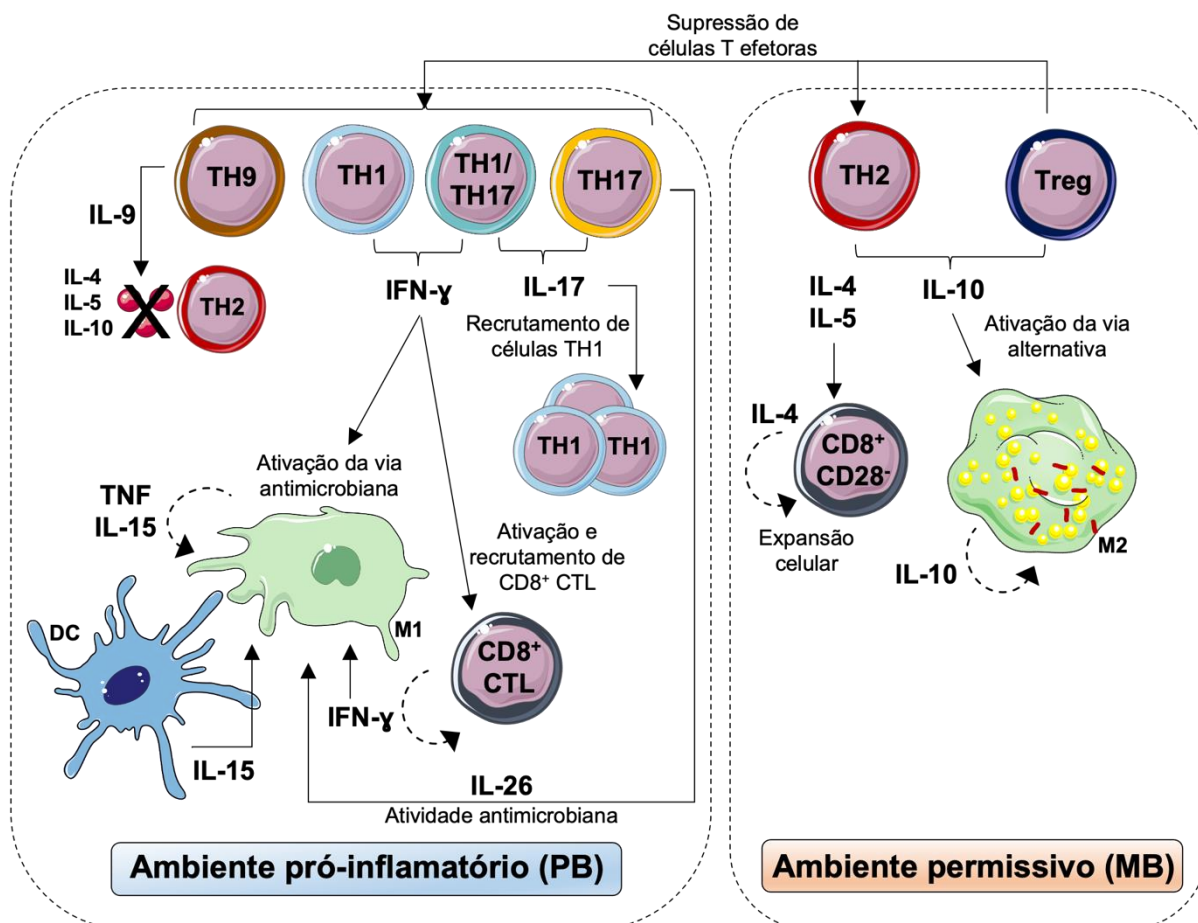 Supressão de
células T efetoras
TH9
TH1
TH1/
TH17
TH17
IL-9
IL-4
IL-5
IL-10
TH2
IFN-ɣ
IL-17
Recrutamento de
células TH1
TH1
TH1
Ativação da via
antimicrobiana
TNF
IL-15
M1
DC
IL-15
Ativação e
recrutamento de
CD8⁺ CTL
CD8⁺
CTL
IFN-ɣ
IL-26
Atividade antimicrobiana
Ambiente pró-inflamatório (PB)
TH2
Treg
IL-4
IL-5
IL-10
Ativação da via
alternativa
IL-4
CD8⁺
CD28⁻
Expansão
celular
M2
IL-10
Ambiente permissivo (MB)